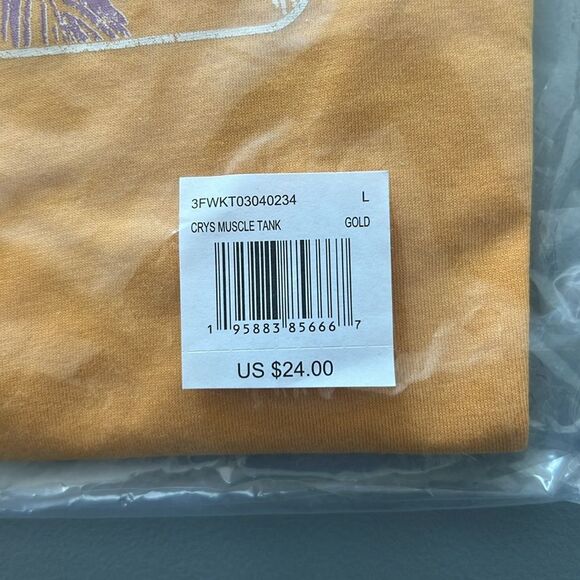 3FWKT03040234 L
CRYS MUSCLE TANK GOLD
1 95883 85666 7
US $24.00